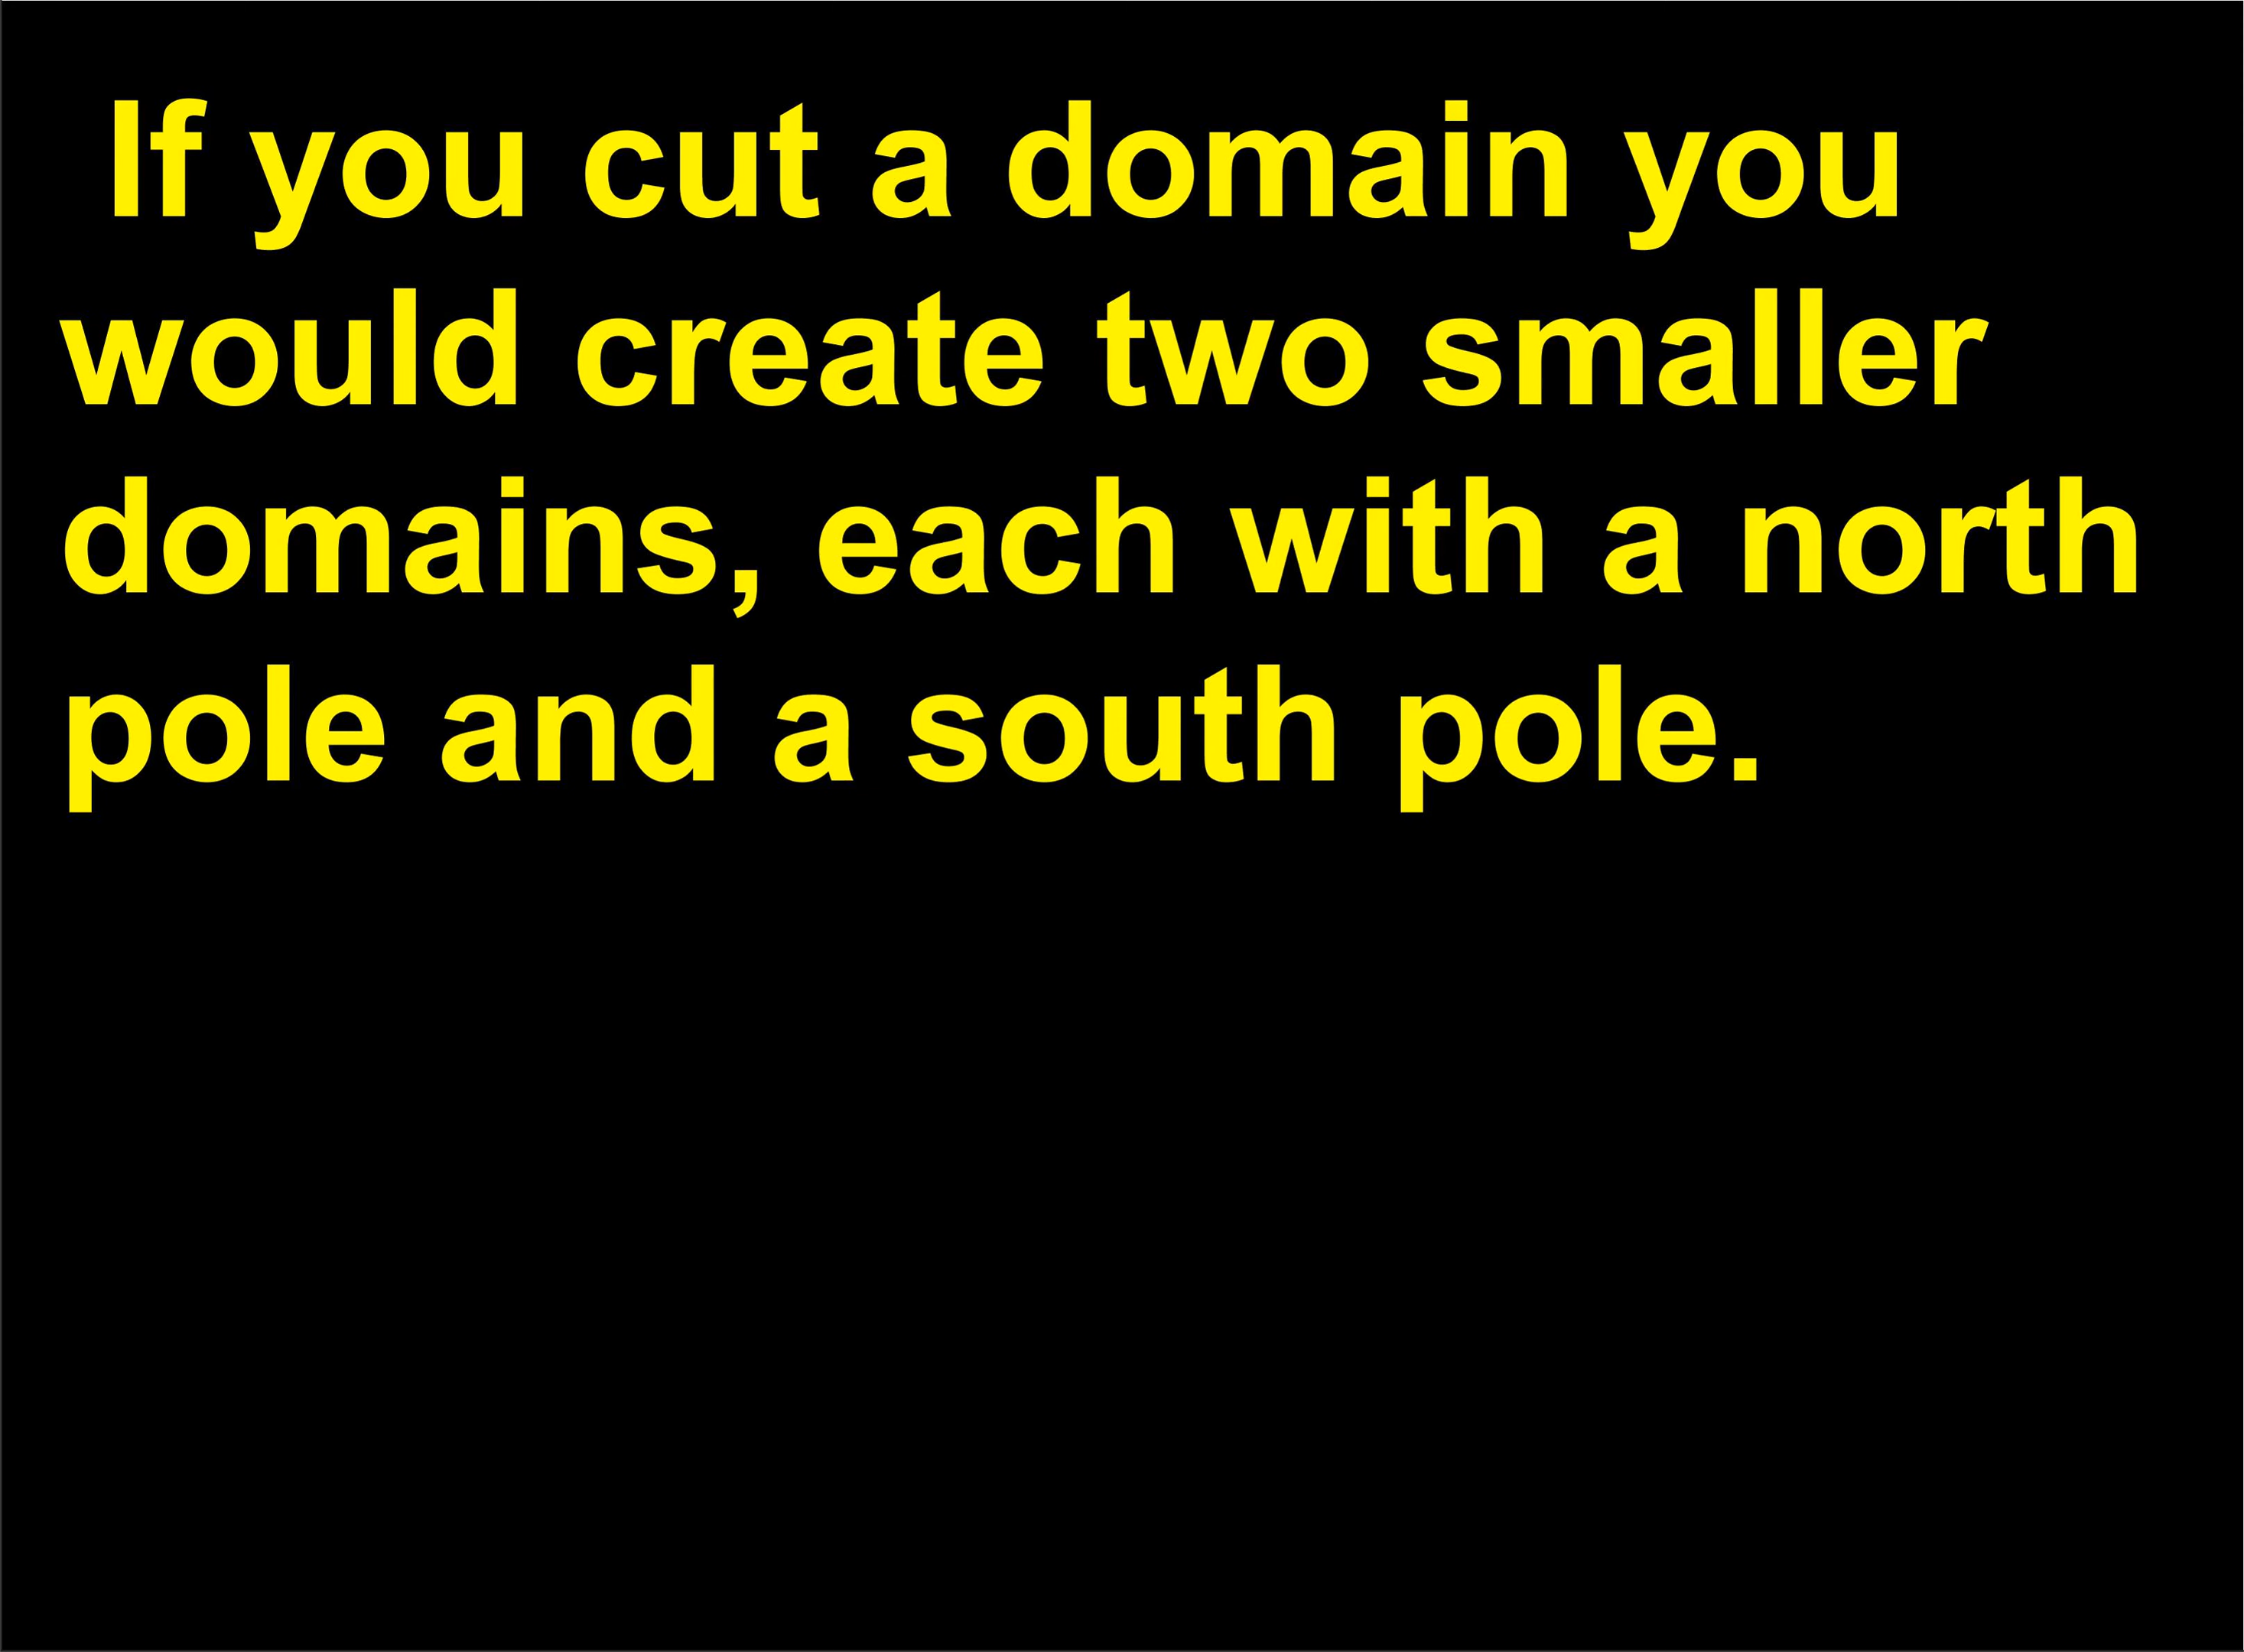 If you cut a domain you
would create two smaller
domains, each with a north
pole and a south pole.